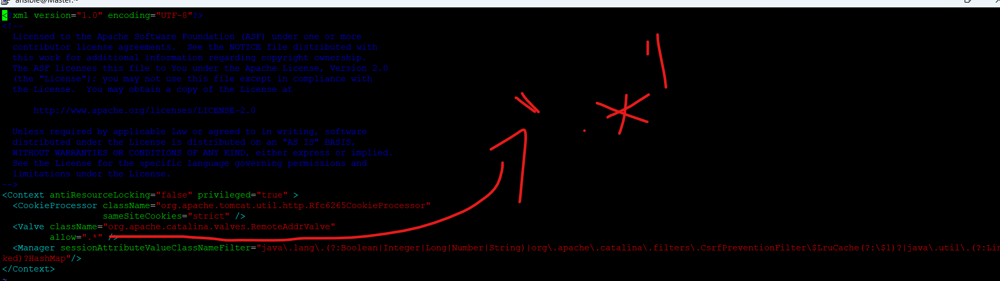 ansible@Master:~
<?xml version="1.0" encoding="UTF-8"?>
<!--
  Licensed to the Apache Software Foundation (ASF) under one or more
  contributor license agreements.  See the NOTICE file distributed with
  this work for additional information regarding copyright ownership.
  The ASF licenses this file to You under the Apache License, Version 2.0
  (the "License"); you may not use this file except in compliance with
  the License.  You may obtain a copy of the License at
      http://www.apache.org/licenses/LICENSE-2.0
  Unless required by applicable law or agreed to in writing, software
  distributed under the License is distributed on an "AS IS" BASIS,
  WITHOUT WARRANTIES OR CONDITIONS OF ANY KIND, either express or implied.
  See the License for the specific language governing permissions and
  limitations under the License.
-->
<Context antiResourceLocking="false" privileged="true" >
  <CookieProcessor className="org.apache.tomcat.util.http.Rfc6265CookieProcessor"
                   sameSiteCookies="strict" />
  <Valve className="org.apache.catalina.valves.RemoteAddrValve"
         allow=".*" />
  <Manager sessionAttributeValueClassNameFilter="java\.lang\.(?:Boolean|Integer|Long|Number|String)|org\.apache\.catalina\.filters\.CsrfPreventionFilter\$LruCache(?:\$1)?|java\.util\.(?:Lin
ked)?HashMap"/>
</Context>
~
" .* "